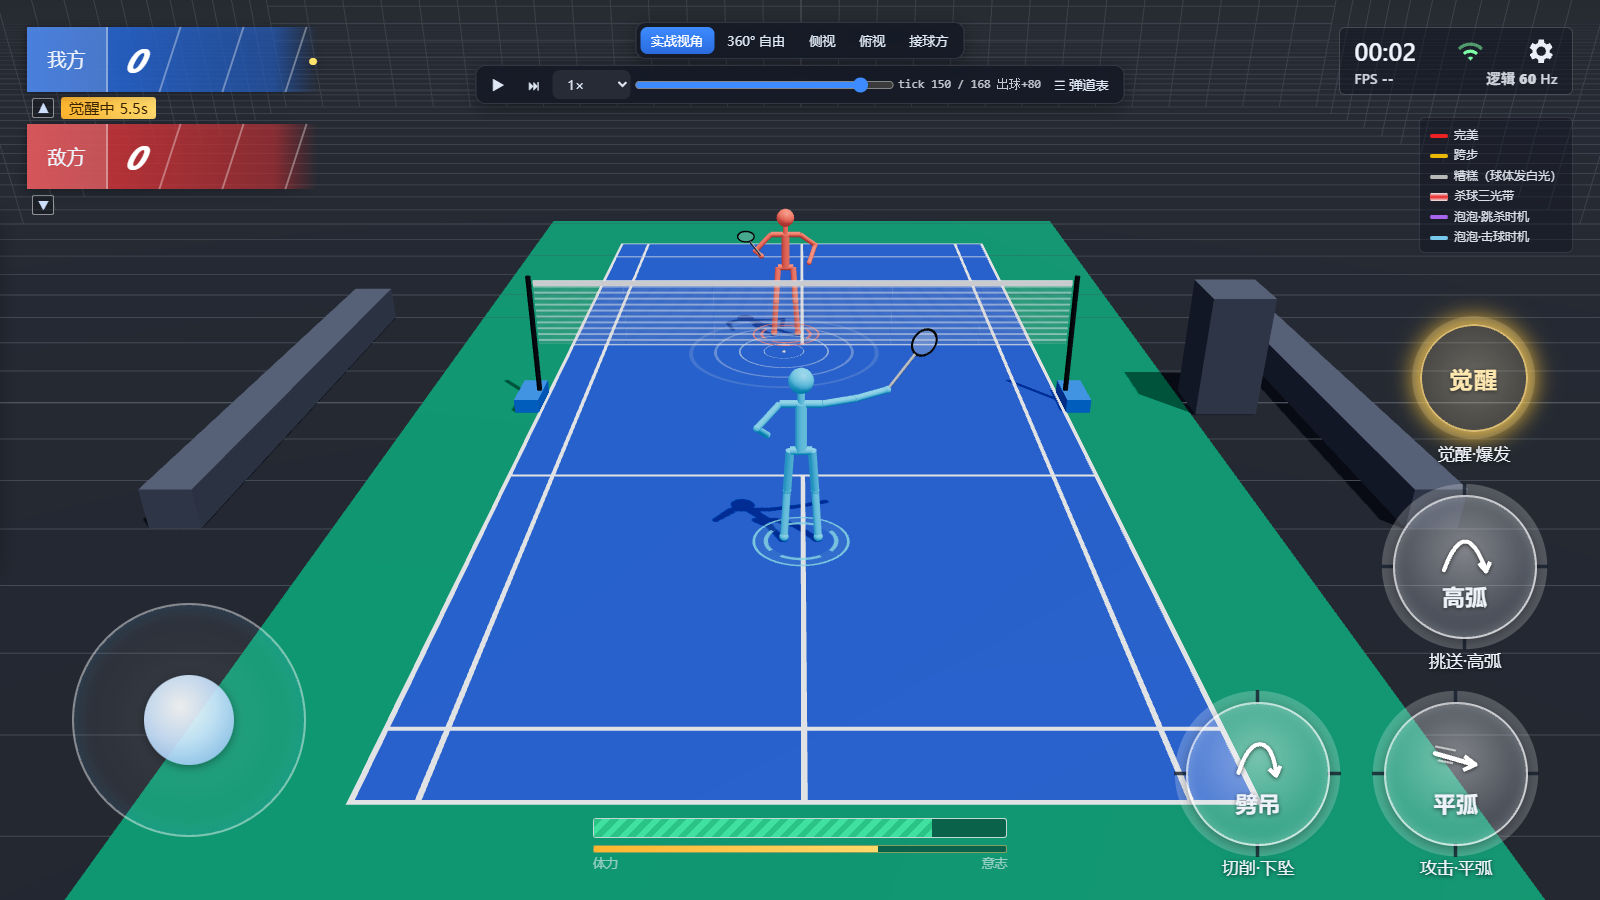 我方 0
觉醒中 5.5s
敌方 0
实战视角 360° 自由 侧视 俯视 接球方
1× tick 150 / 168 出球+80 三 弹道表
00:02
FPS -- 逻辑 60 Hz
完美
跨步
糟糕（球体发白光）
杀球三光带
泡泡·跳杀时机
泡泡·击球时机
觉醒
觉醒·爆发
高弧
挑送·高弧
劈吊
切削·下坠
平弧
攻击·平弧
体力 意志